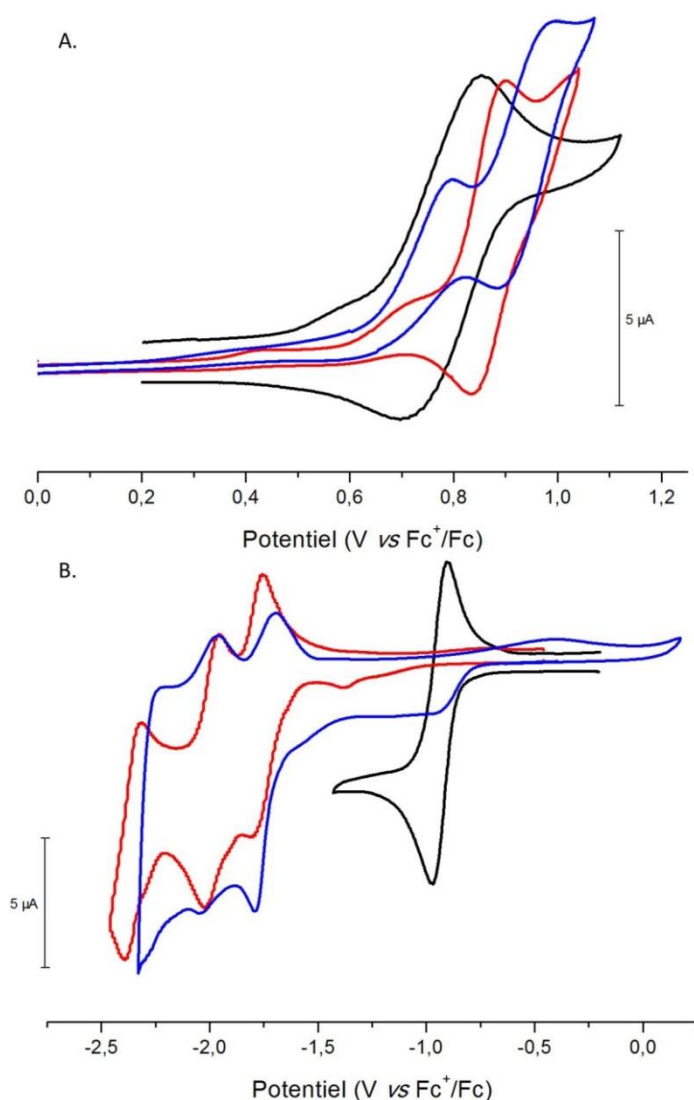 A.
5 µA
0,0 0,2 0,4 0,6 0,8 1,0 1,2
Potentiel (V vs Fc⁺/Fc)
B.
5 µA
-2,5 -2,0 -1,5 -1,0 -0,5 0,0
Potentiel (V vs Fc⁺/Fc)